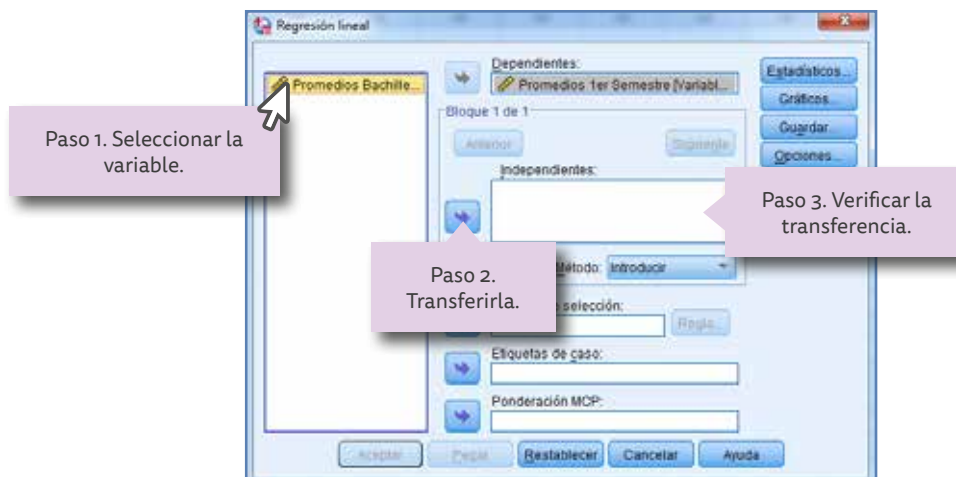 Regresión lineal
Promedios Bachille...
Dependientes:
Promedios 1er Semestre [Variabl...
Bloque 1 de 1
Anterior
Siguiente
Independientes:
Método: Introducir
selección:
Regla...
Etiquetas de caso:
Ponderación MCP:
Estadísticos...
Gráficos...
Guardar...
Opciones...
Aceptar
Pegar
Restablecer
Cancelar
Ayuda
Paso 1. Seleccionar la
variable.
Paso 2.
Transferirla.
Paso 3. Verificar la
transferencia.